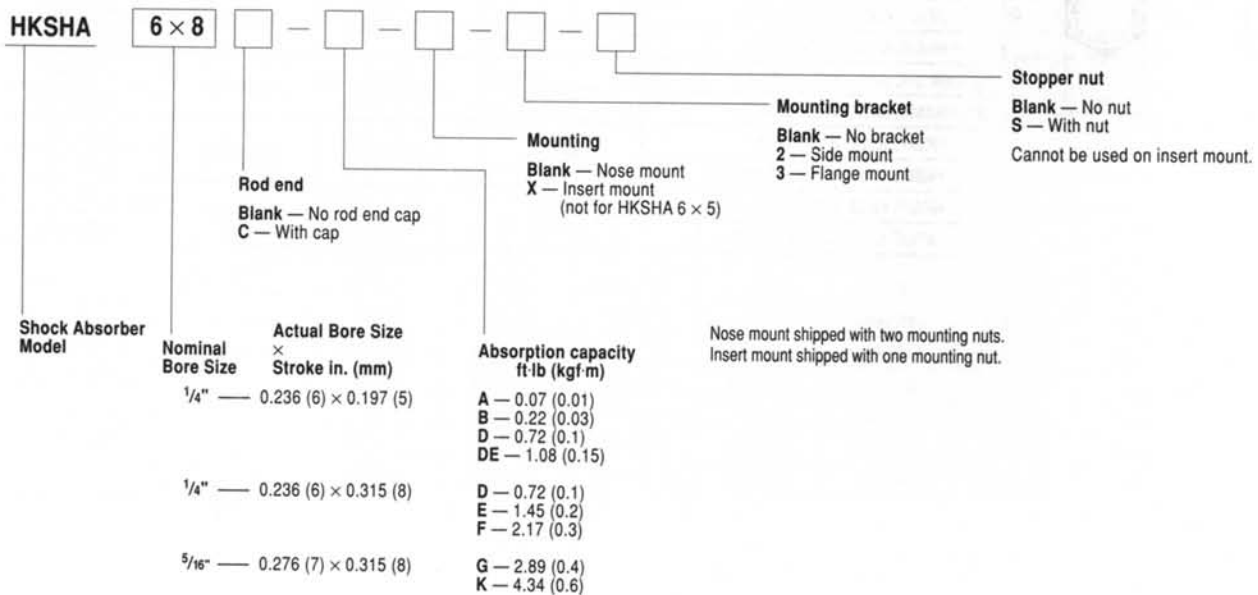 HKSHA 6 × 8 — — — —
Stopper nut
Blank — No nut
S — With nut
Cannot be used on insert mount.
Mounting bracket
Blank — No bracket
2 — Side mount
3 — Flange mount
Mounting
Blank — Nose mount
X — Insert mount
(not for HKSHA 6 × 5)
Rod end
Blank — No rod end cap
C — With cap
Shock Absorber
Model
Nominal
Bore Size
Actual Bore Size
×
Stroke in. (mm)
Absorption capacity
ft·lb (kgf·m)
Nose mount shipped with two mounting nuts.
Insert mount shipped with one mounting nut.
1/4" — 0.236 (6) × 0.197 (5)
A — 0.07 (0.01)
B — 0.22 (0.03)
D — 0.72 (0.1)
DE — 1.08 (0.15)
1/4" — 0.236 (6) × 0.315 (8)
D — 0.72 (0.1)
E — 1.45 (0.2)
F — 2.17 (0.3)
5/16" — 0.276 (7) × 0.315 (8)
G — 2.89 (0.4)
K — 4.34 (0.6)